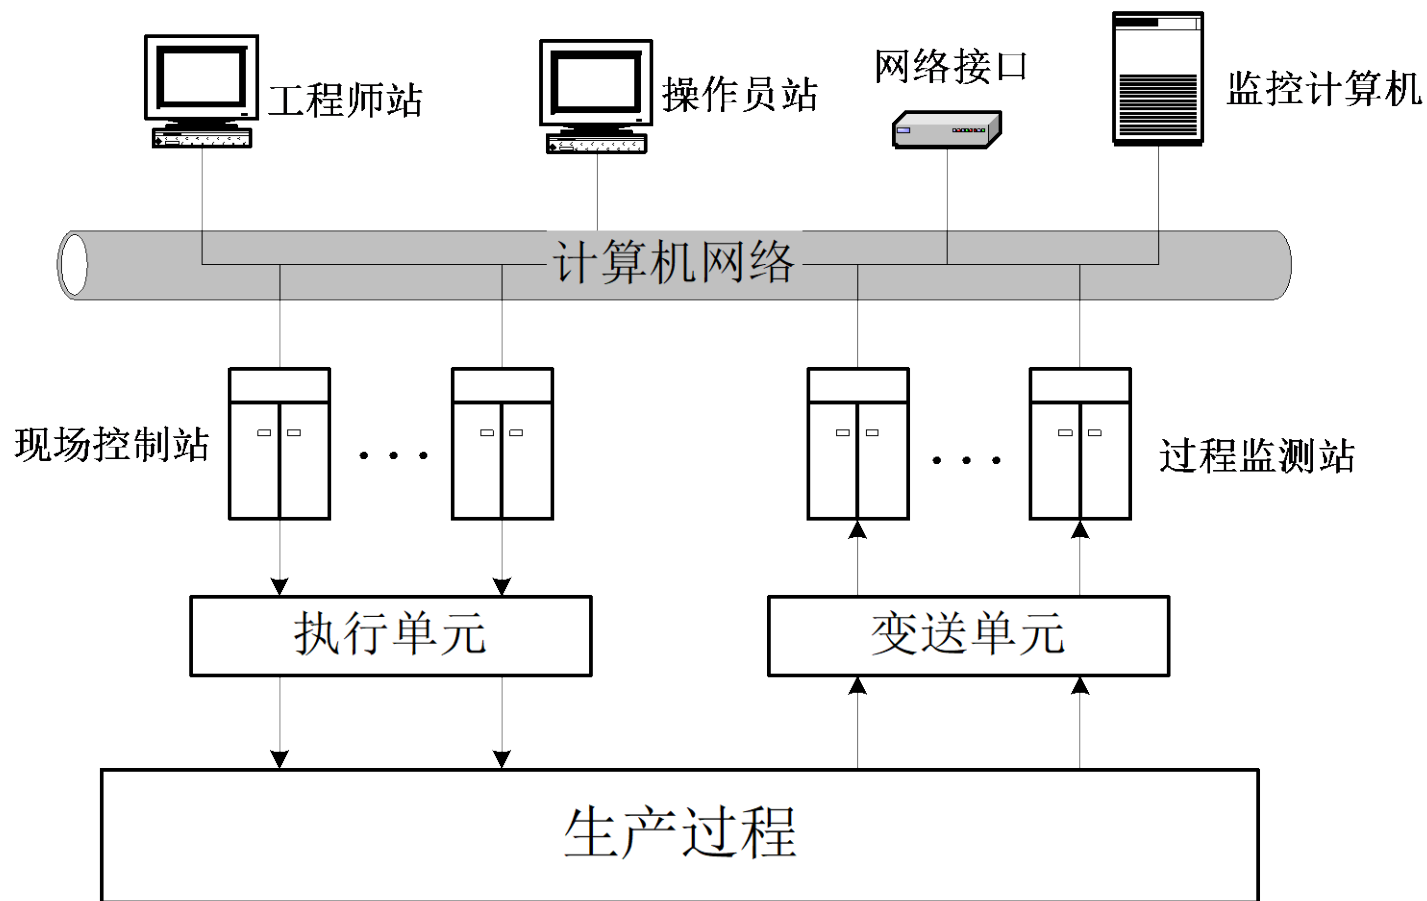 工程师站
操作员站
网络接口
监控计算机
计算机网络
现场控制站
过程监测站
执行单元
变送单元
生产过程